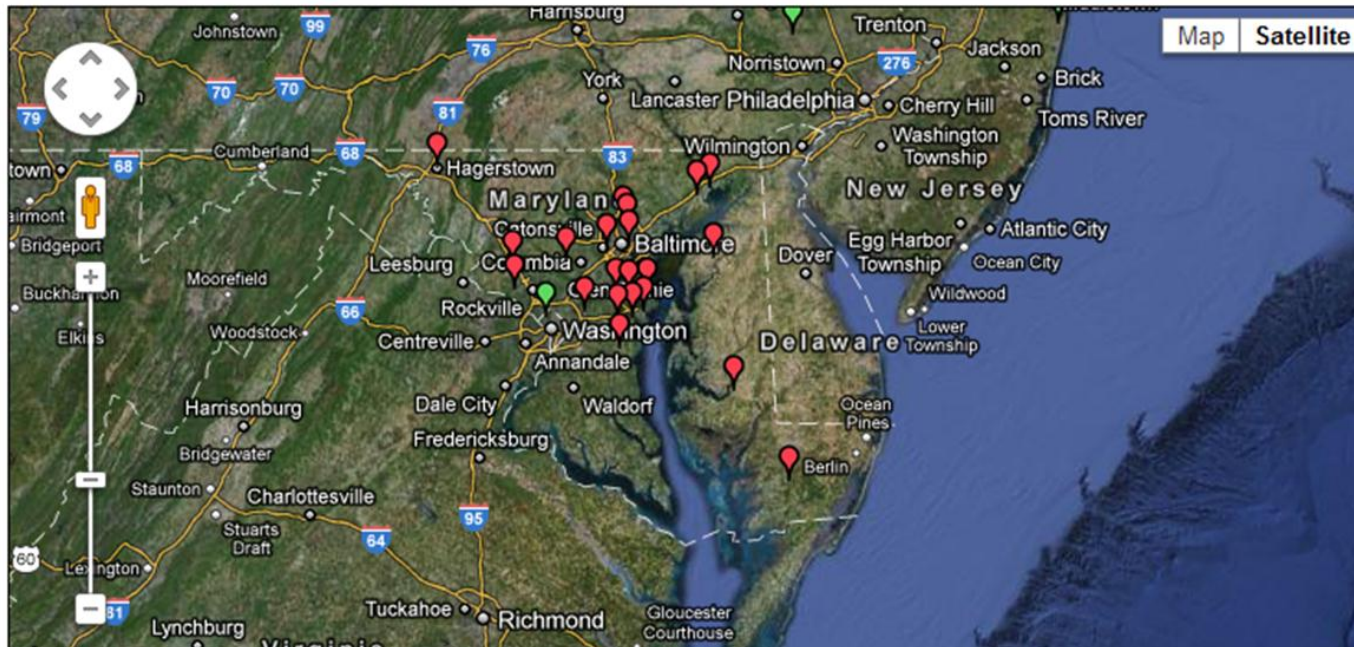 Harrisburg
Johnstown
99
76
Trenton
Jackson
Map
Satellite
Norristown
276
70
70
York
Brick
Lancaster
Philadelphia
Cherry Hill
81
79
Toms River
Washington
Township
Wilmington
68
Cumberland
68
83
Hagerstown
New Jersey
Maryland
Catonsville
Atlantic City
Bridgeport
Baltimore
Egg Harbor
Township
Leesburg
Columbia
Dover
Ocean City
Moorefield
Rockville
Wildwood
66
Woodstock
Washington
Lower
Township
Centreville
Delaware
Annandale
Dale City
Waldorf
Ocean
Pines
Harrisonburg
Fredericksburg
Bridgewater
Berlin
Staunton
Charlottesville
95
Stuarts
Draft
64
60
Lexington
81
Tuckahoe
Richmond
Gloucester
Courthouse
Lynchburg
Virginia